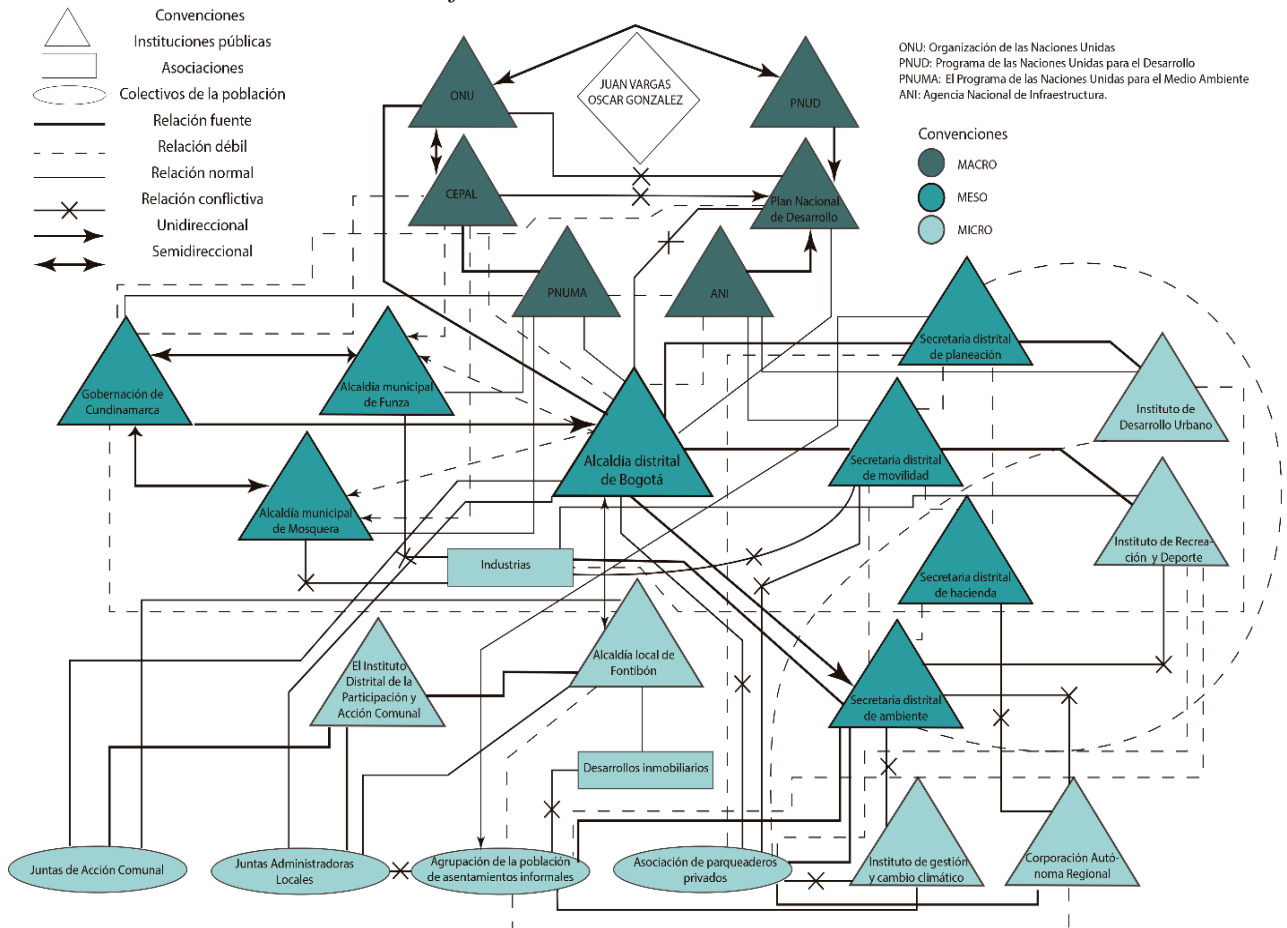 Convenciones
Instituciones públicas
Asociaciones
Colectivos de la población
Relación fuente
Relación débil
Relación normal
Relación conflictiva
Unidireccional
Semidireccional
ONU
JUAN VARGAS
OSCAR GONZALEZ
PNUD
ONU: Organización de las Naciones Unidas
PNUD: Programa de las Naciones Unidas para el Desarrollo
PNUMA: El Programa de las Naciones Unidas para el Medio Ambiente
ANI: Agencia Nacional de Infraestructura.
Convenciones
MACRO
MESO
MICRO
CEPAL
Plan Nacional
de Desarrollo
PNUMA
ANI
Gobernación de
Cundinamarca
Alcaldía municipal
de Funza
Secretaria distrital
de planeación
Instituto de
Desarrollo Urbano
Alcaldía municipal
de Mosquera
Alcaldía distrital
de Bogotá
Secretaria distrital
de movilidad
Instituto de Recrea-
ción y Deporte
Industrias
Secretaria distrital
de hacienda
El Instituto
Distrital de la
Participación y
Acción Comunal
Alcaldía local de
Fontibón
Secretaria distrital
de ambiente
Desarrollos inmobiliarios
Juntas de Acción Comunal
Juntas Administradoras
Locales
Agrupación de la población
de asentamientos informales
Asociación de parqueaderos
privados
Instituto de gestión
y cambio climático
Corporación Autó-
noma Regional